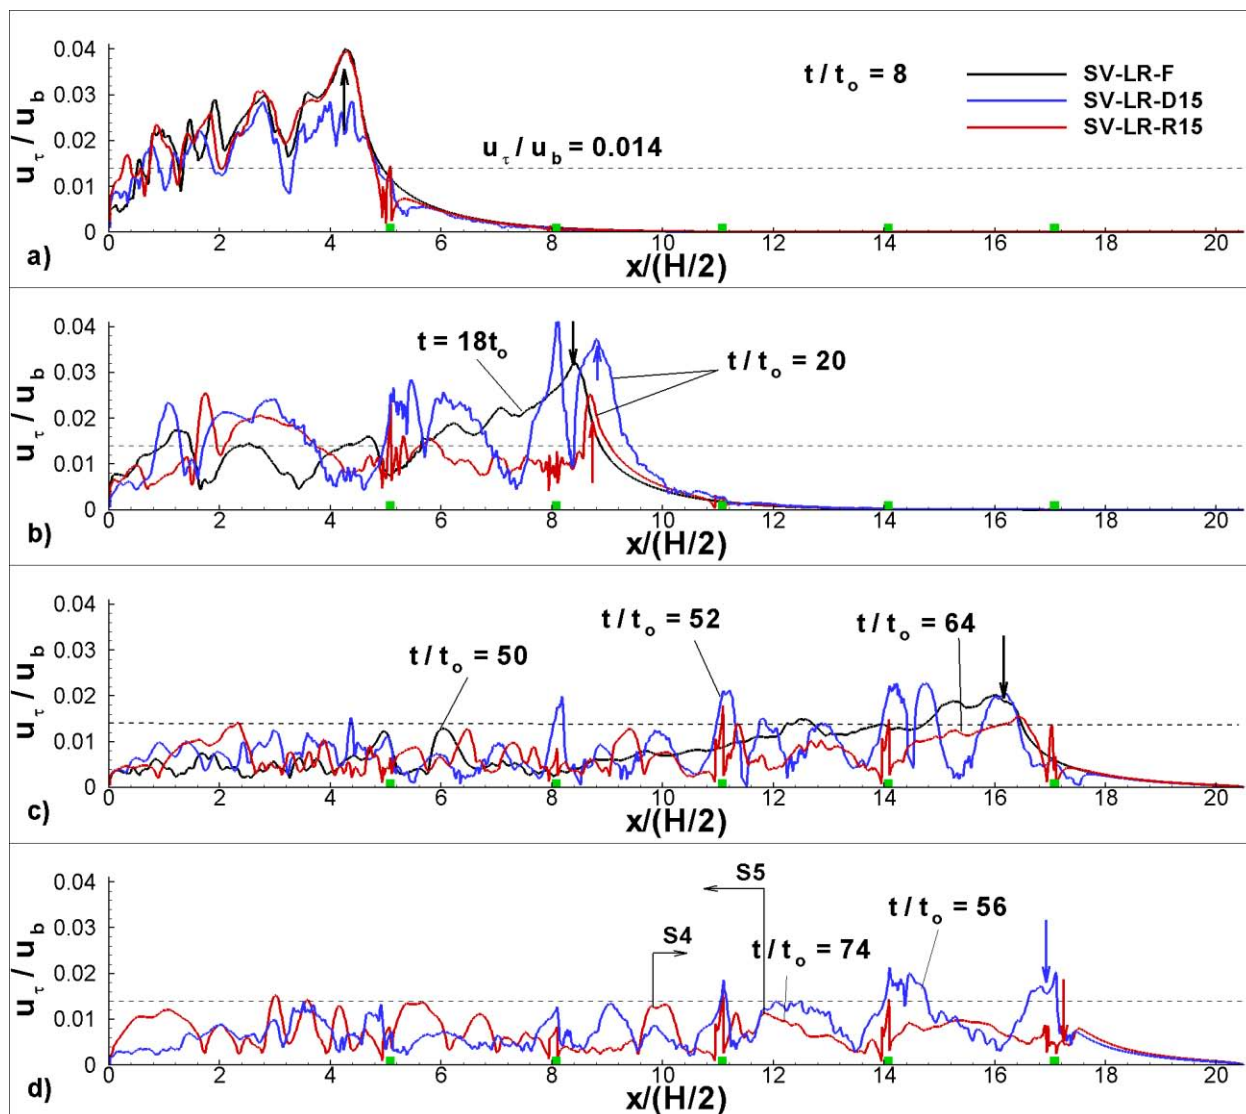 0.04
0.03
0.02
0.01
0
u_τ / u_b
t / t_o = 8
SV-LR-F
SV-LR-D15
SV-LR-R15
u_τ / u_b = 0.014
0 2 4 6 8 10 12 14 16 18 20
x/(H/2)
a)
0.04
0.03
0.02
0.01
0
u_τ / u_b
t = 18t_o
t / t_o = 20
0 2 4 6 8 10 12 14 16 18 20
x/(H/2)
b)
0.04
0.03
0.02
0.01
0
u_τ / u_b
t / t_o = 50
t / t_o = 52
t / t_o = 64
0 2 4 6 8 10 12 14 16 18 20
x/(H/2)
c)
0.04
0.03
0.02
0.01
0
u_τ / u_b
S4
S5
t / t_o = 74
t / t_o = 56
0 2 4 6 8 10 12 14 16 18 20
x/(H/2)
d)